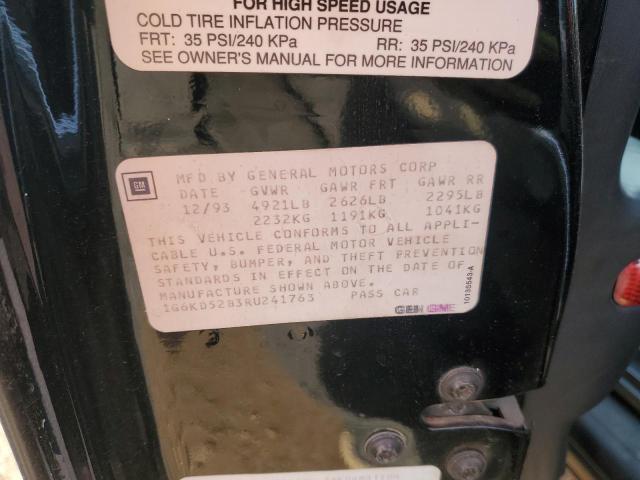 FOR HIGH SPEED USAGE
COLD TIRE INFLATION PRESSURE
FRT: 35 PSI/240 KPa RR: 35 PSI/240 KPa
SEE OWNER'S MANUAL FOR MORE INFORMATION
GM
MFD BY GENERAL MOTORS CORP
DATE GVWR GAWR FRT GAWR RR
12/93 4921LB 2626LB 2295LB
2232KG 1191KG 1041KG
THIS VEHICLE CONFORMS TO ALL APPLI-
CABLE U.S. FEDERAL MOTOR VEHICLE
SAFETY, BUMPER, AND THEFT PREVENTION
STANDARDS IN EFFECT ON THE DATE OF
MANUFACTURE SHOWN ABOVE.
1G6KD52B3RU241763 PASS CAR
10135543-A